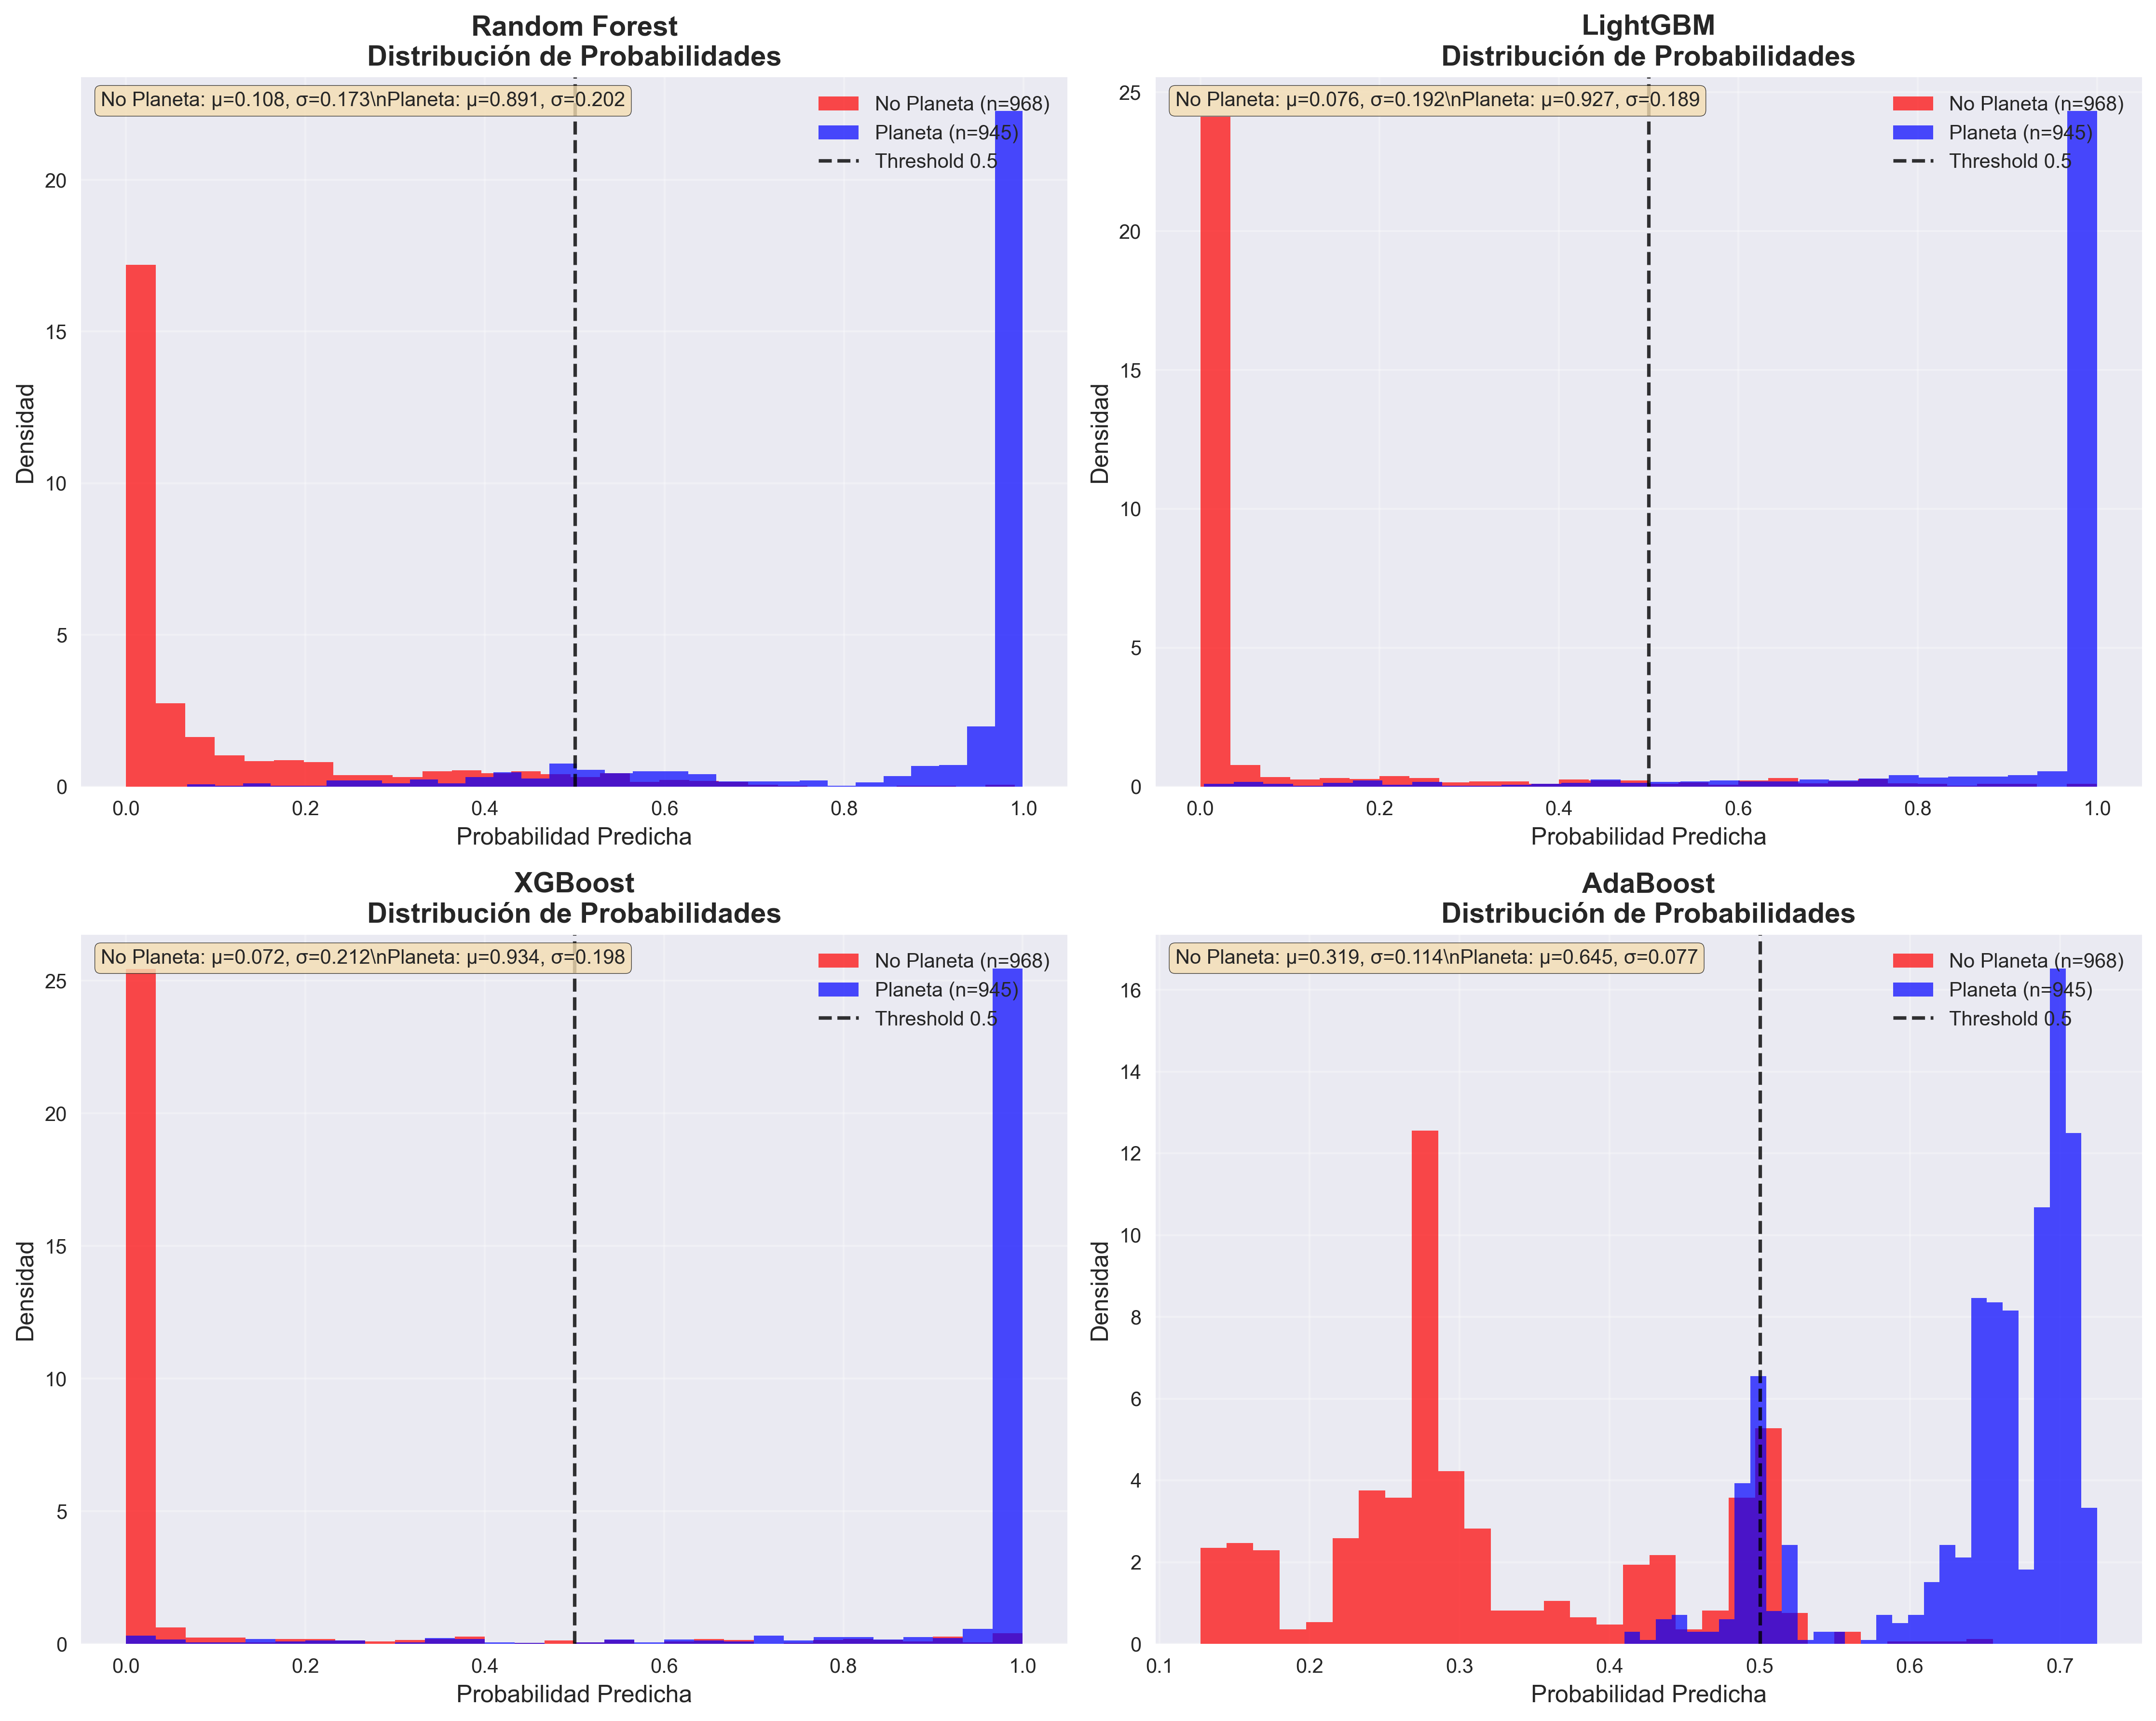 Random Forest
Distribución de Probabilidades
No Planeta: μ=0.108, σ=0.173\nPlaneta: μ=0.891, σ=0.202
No Planeta (n=968)
Planeta (n=945)
Threshold 0.5
Densidad
20
15
10
5
0
0.0 0.2 0.4 0.6 0.8 1.0
Probabilidad Predicha
LightGBM
Distribución de Probabilidades
No Planeta: μ=0.076, σ=0.192\nPlaneta: μ=0.927, σ=0.189
No Planeta (n=968)
Planeta (n=945)
Threshold 0.5
Densidad
25
20
15
10
5
0
0.0 0.2 0.4 0.6 0.8 1.0
Probabilidad Predicha
XGBoost
Distribución de Probabilidades
No Planeta: μ=0.072, σ=0.212\nPlaneta: μ=0.934, σ=0.198
No Planeta (n=968)
Planeta (n=945)
Threshold 0.5
Densidad
25
20
15
10
5
0
0.0 0.2 0.4 0.6 0.8 1.0
Probabilidad Predicha
AdaBoost
Distribución de Probabilidades
No Planeta: μ=0.319, σ=0.114\nPlaneta: μ=0.645, σ=0.077
No Planeta (n=968)
Planeta (n=945)
Threshold 0.5
Densidad
16
14
12
10
8
6
4
2
0
0.1 0.2 0.3 0.4 0.5 0.6 0.7
Probabilidad Predicha